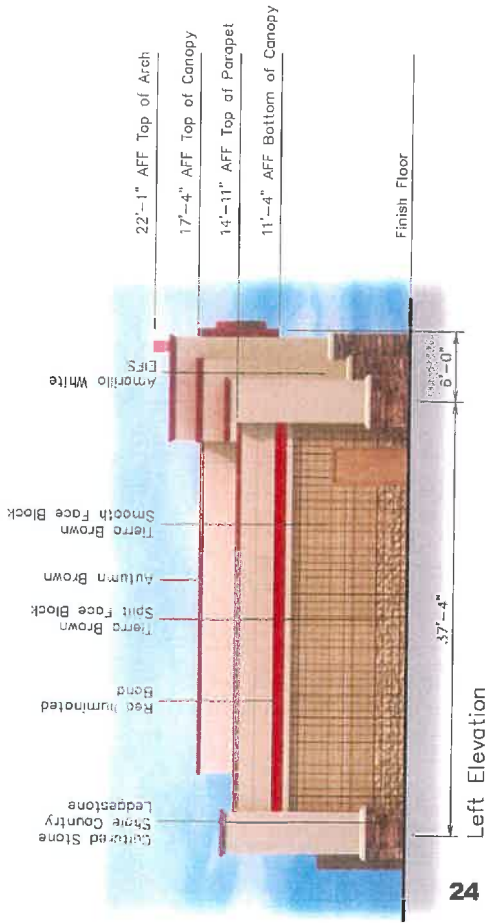 22'-1" AFF Top of Arch
17'-4" AFF Top of Canopy
14'-11" AFF Top of Parapet
11'-4" AFF Bottom of Canopy
Finish Floor
Cultured Stone
Shale Country
Ledgestone
Red Iluminated
Band
Tierra Brown
Split Face Block
Autumn Brown
Tierra Brown
Smooth Face Block
Amarillo White
EIFS
37'-4"
6'-0"
Left Elevation
24